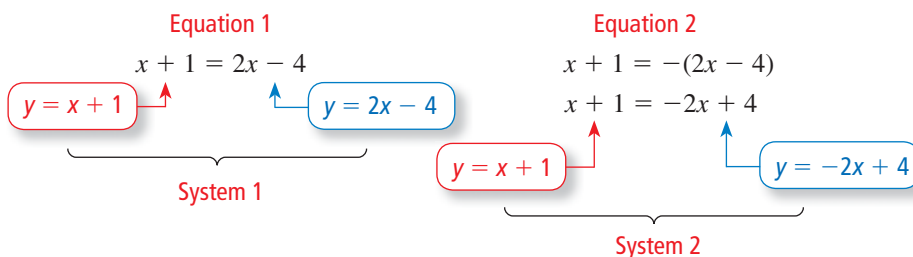 Equation 1
x + 1 = 2x − 4
y = x + 1
y = 2x − 4
System 1
Equation 2
x + 1 = −(2x − 4)
x + 1 = −2x + 4
y = x + 1
y = −2x + 4
System 2